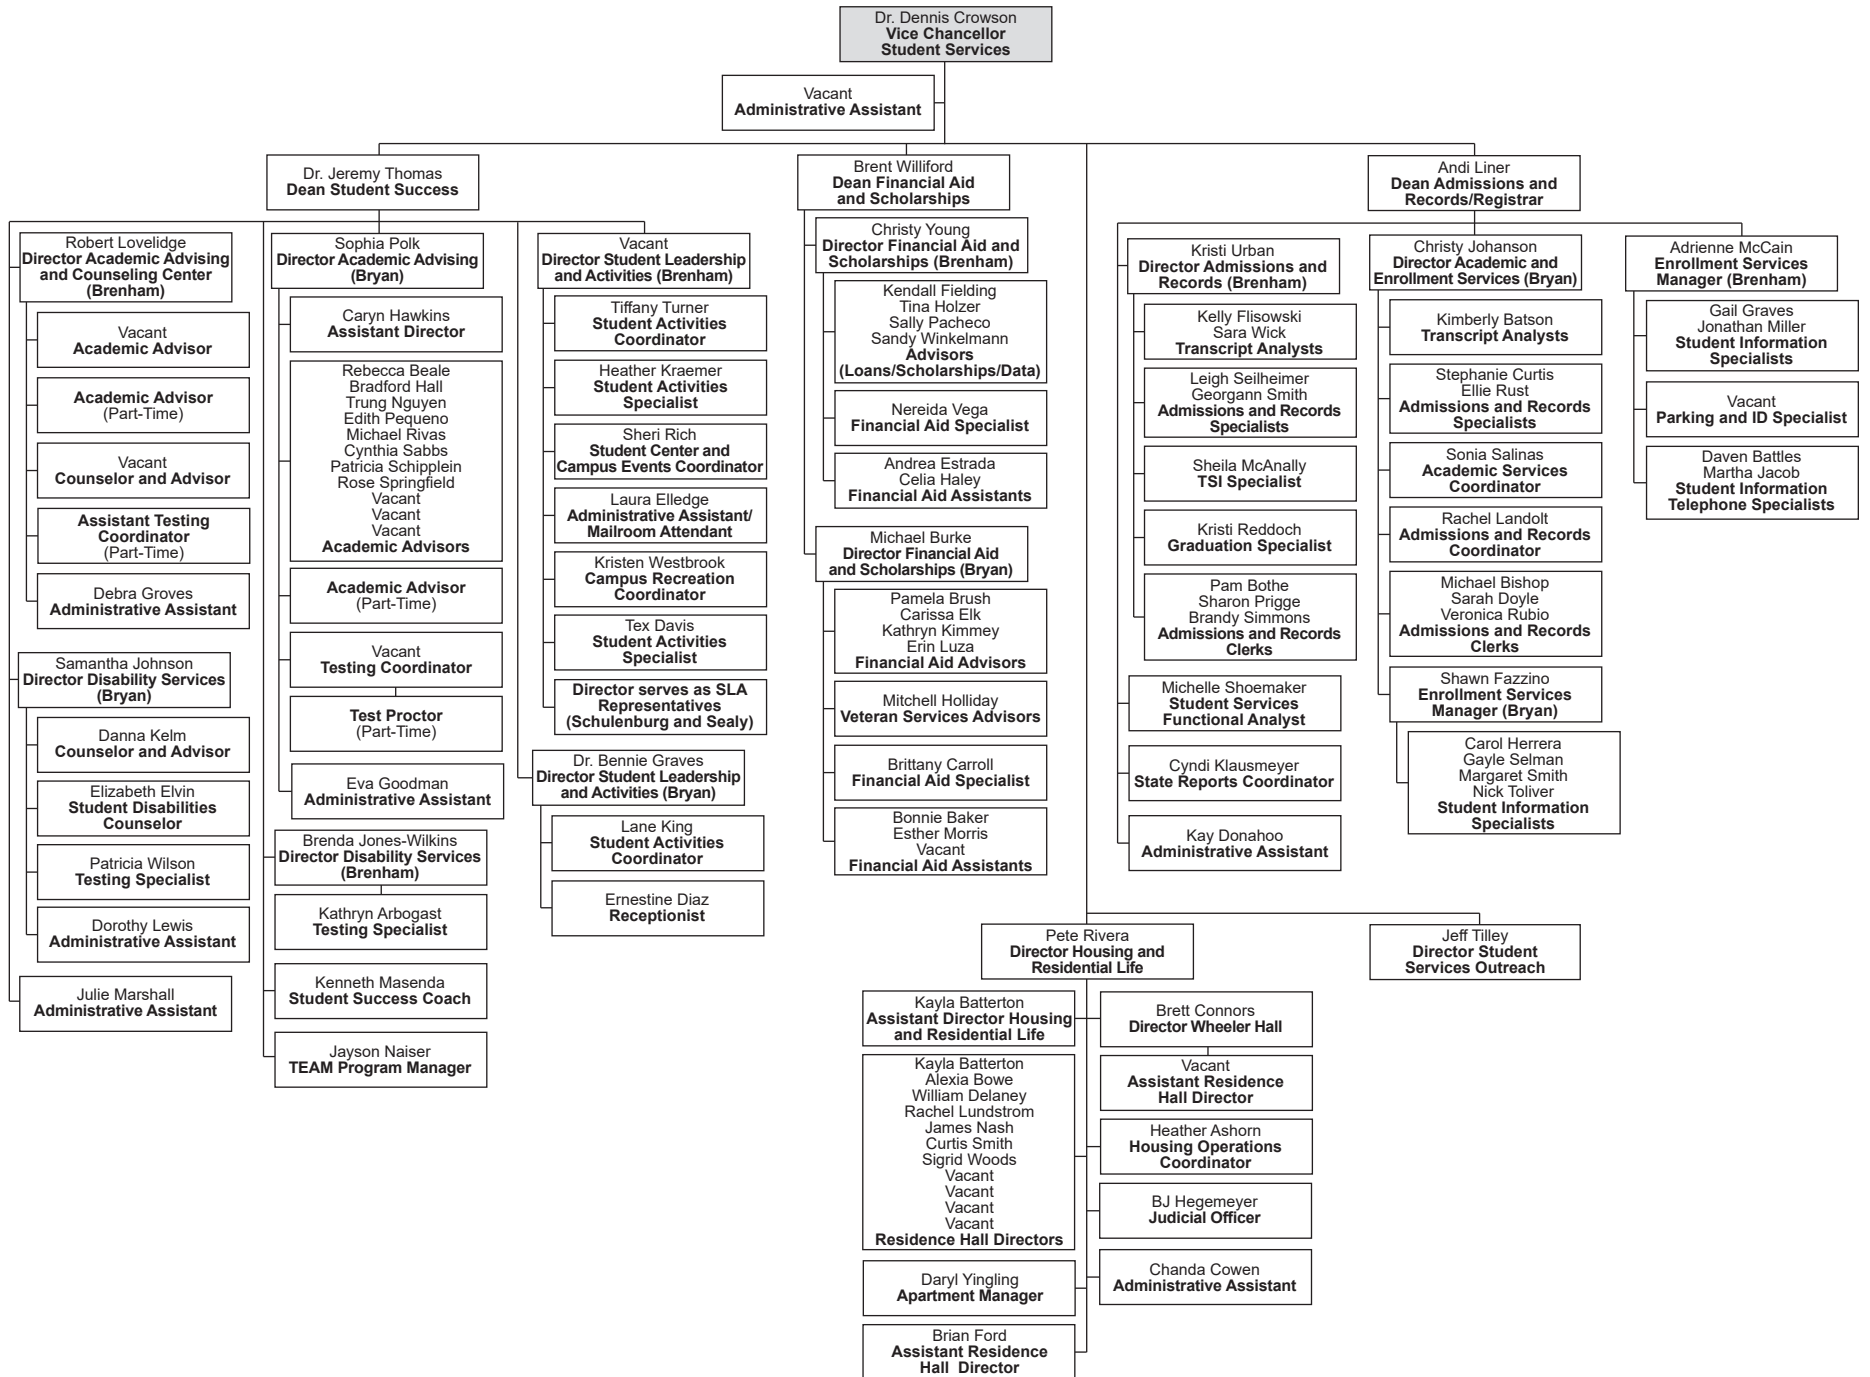 Dr. Dennis Crowson
Vice Chancellor
Student Services
Vacant
Administrative Assistant
Dr. Jeremy Thomas
Dean Student Success
Robert Lovelidge
Director Academic Advising
and Counseling Center
(Brenham)
Vacant
Academic Advisor
Academic Advisor
(Part-Time)
Vacant
Counselor and Advisor
Assistant Testing
Coordinator
(Part-Time)
Debra Groves
Administrative Assistant
Samantha Johnson
Director Disability Services
(Bryan)
Danna Kelm
Counselor and Advisor
Elizabeth Elvin
Student Disabilities
Counselor
Patricia Wilson
Testing Specialist
Dorothy Lewis
Administrative Assistant
Julie Marshall
Administrative Assistant
Sophia Polk
Director Academic Advising
(Bryan)
Caryn Hawkins
Assistant Director
Rebecca Beale
Bradford Hall
Trung Nguyen
Edith Pequeno
Michael Rivas
Cynthia Sabbs
Patricia Schipplein
Rose Springfield
Vacant
Vacant
Vacant
Academic Advisors
Academic Advisor
(Part-Time)
Vacant
Testing Coordinator
Test Proctor
(Part-Time)
Eva Goodman
Administrative Assistant
Brenda Jones-Wilkins
Director Disability Services
(Brenham)
Kathryn Arbogast
Testing Specialist
Kenneth Masenda
Student Success Coach
Jayson Naiser
TEAM Program Manager
Vacant
Director Student Leadership
and Activities (Brenham)
Tiffany Turner
Student Activities
Coordinator
Heather Kraemer
Student Activities
Specialist
Sheri Rich
Student Center and
Campus Events Coordinator
Laura Elledge
Administrative Assistant/
Mailroom Attendant
Kristen Westbrook
Campus Recreation
Coordinator
Tex Davis
Student Activities
Specialist
Director serves as SLA
Representatives
(Schulenburg and Sealy)
Dr. Bennie Graves
Director Student Leadership
and Activities (Bryan)
Lane King
Student Activities
Coordinator
Ernestine Diaz
Receptionist
Brent Williford
Dean Financial Aid
and Scholarships
Christy Young
Director Financial Aid and
Scholarships (Brenham)
Kendall Fielding
Tina Holzer
Sally Pacheco
Sandy Winkelmann
Advisors
(Loans/Scholarships/Data)
Nereida Vega
Financial Aid Specialist
Andrea Estrada
Celia Haley
Financial Aid Assistants
Michael Burke
Director Financial Aid
and Scholarships (Bryan)
Pamela Brush
Carissa Elk
Kathryn Kimmey
Erin Luza
Financial Aid Advisors
Mitchell Holliday
Veteran Services Advisors
Brittany Carroll
Financial Aid Specialist
Bonnie Baker
Esther Morris
Vacant
Financial Aid Assistants
Andi Liner
Dean Admissions and
Records/Registrar
Kristi Urban
Director Admissions and
Records (Brenham)
Kelly Flisowski
Sara Wick
Transcript Analysts
Leigh Seilheimer
Georgann Smith
Admissions and Records
Specialists
Sheila McAnally
TSI Specialist
Kristi Reddoch
Graduation Specialist
Pam Bothe
Sharon Prigge
Brandy Simmons
Admissions and Records
Clerks
Michelle Shoemaker
Student Services
Functional Analyst
Cyndi Klausmeyer
State Reports Coordinator
Kay Donahoo
Administrative Assistant
Christy Johanson
Director Academic and
Enrollment Services (Bryan)
Kimberly Batson
Transcript Analysts
Stephanie Curtis
Ellie Rust
Admissions and Records
Specialists
Sonia Salinas
Academic Services
Coordinator
Rachel Landolt
Admissions and Records
Coordinator
Michael Bishop
Sarah Doyle
Veronica Rubio
Admissions and Records
Clerks
Shawn Fazzino
Enrollment Services
Manager (Bryan)
Carol Herrera
Gayle Selman
Margaret Smith
Nick Toliver
Student Information
Specialists
Adrienne McCain
Enrollment Services
Manager (Brenham)
Gail Graves
Jonathan Miller
Student Information
Specialists
Vacant
Parking and ID Specialist
Daven Battles
Martha Jacob
Student Information
Telephone Specialists
Pete Rivera
Director Housing and
Residential Life
Kayla Batterton
Assistant Director Housing
and Residential Life
Kayla Batterton
Alexia Bowe
William Delaney
Rachel Lundstrom
James Nash
Curtis Smith
Sigrid Woods
Vacant
Vacant
Vacant
Vacant
Residence Hall Directors
Daryl Yingling
Apartment Manager
Brian Ford
Assistant Residence
Hall Director
Brett Connors
Director Wheeler Hall
Vacant
Assistant Residence
Hall Director
Heather Ashorn
Housing Operations
Coordinator
BJ Hegemeyer
Judicial Officer
Chanda Cowen
Administrative Assistant
Jeff Tilley
Director Student
Services Outreach